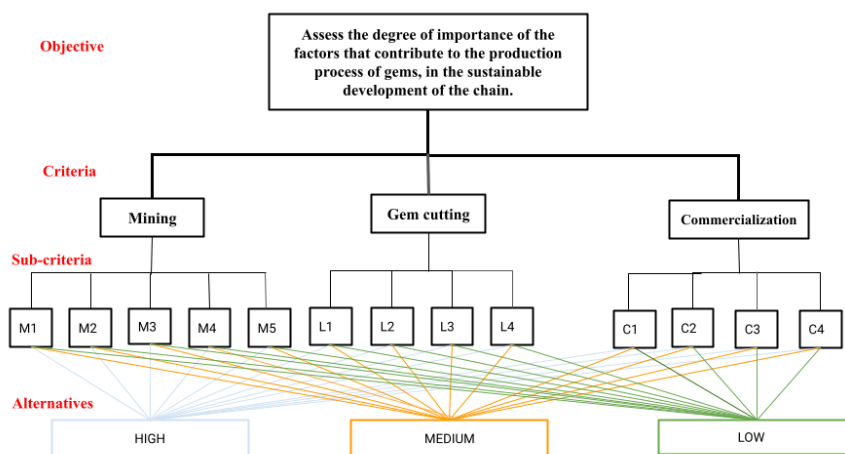 Objective
Assess the degree of importance of the
factors that contribute to the production
process of gems, in the sustainable
development of the chain.
Criteria
Mining
Gem cutting
Commercialization
Sub-criteria
M1 M2 M3 M4 M5 L1 L2 L3 L4 C1 C2 C3 C4
Alternatives
HIGH MEDIUM LOW